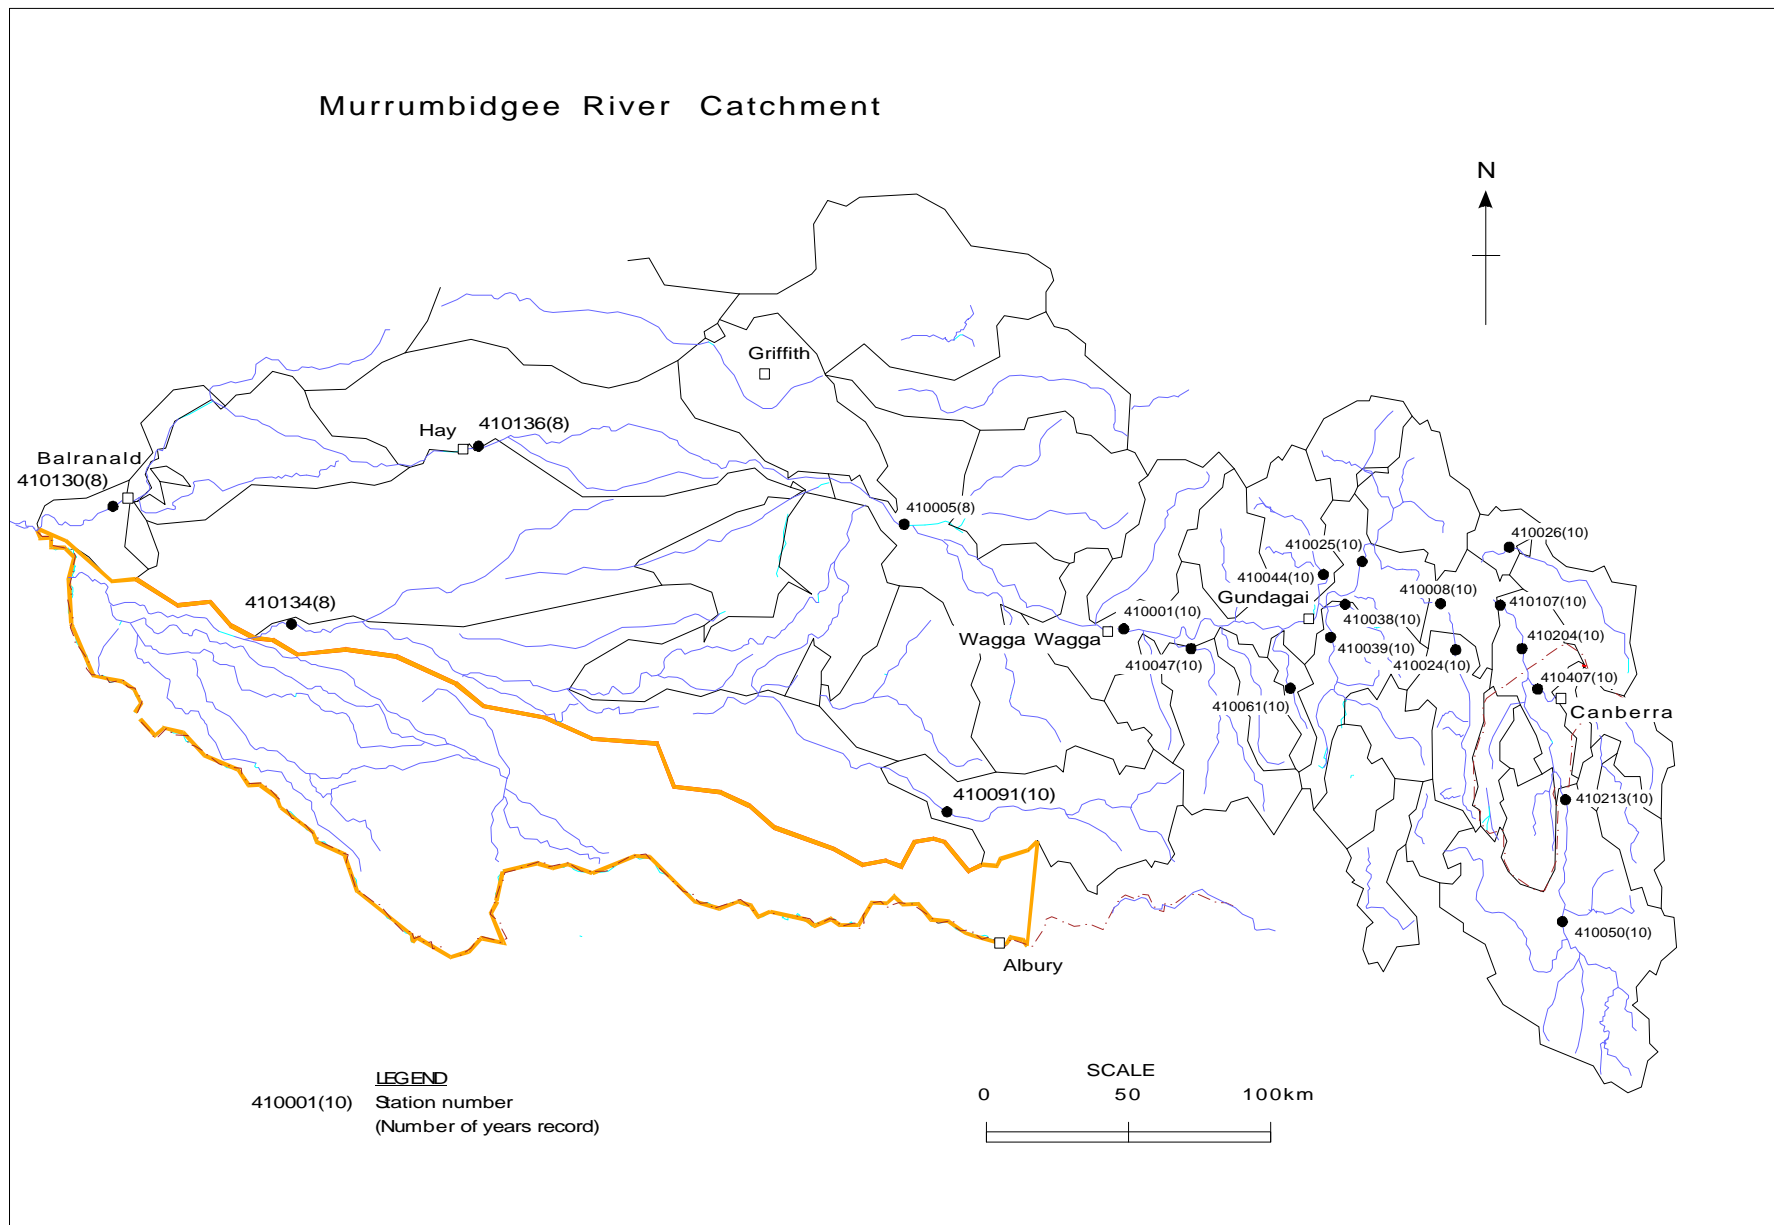 Murrumbidgee River Catchment
N
Griffith
Hay
410136(8)
Balranald
410130(8)
410005(8)
410026(10)
410025(10)
410044(10)
410008(10)
Gundagai
410107(10)
410001(10)
410038(10)
410204(10)
Wagga Wagga
410039(10)
410134(8)
410047(10)
410024(10)
410407(10)
410061(10)
Canberra
410091(10)
410213(10)
410050(10)
Albury
LEGEND
410001(10) Station number
(Number of years record)
SCALE
0 50 100km